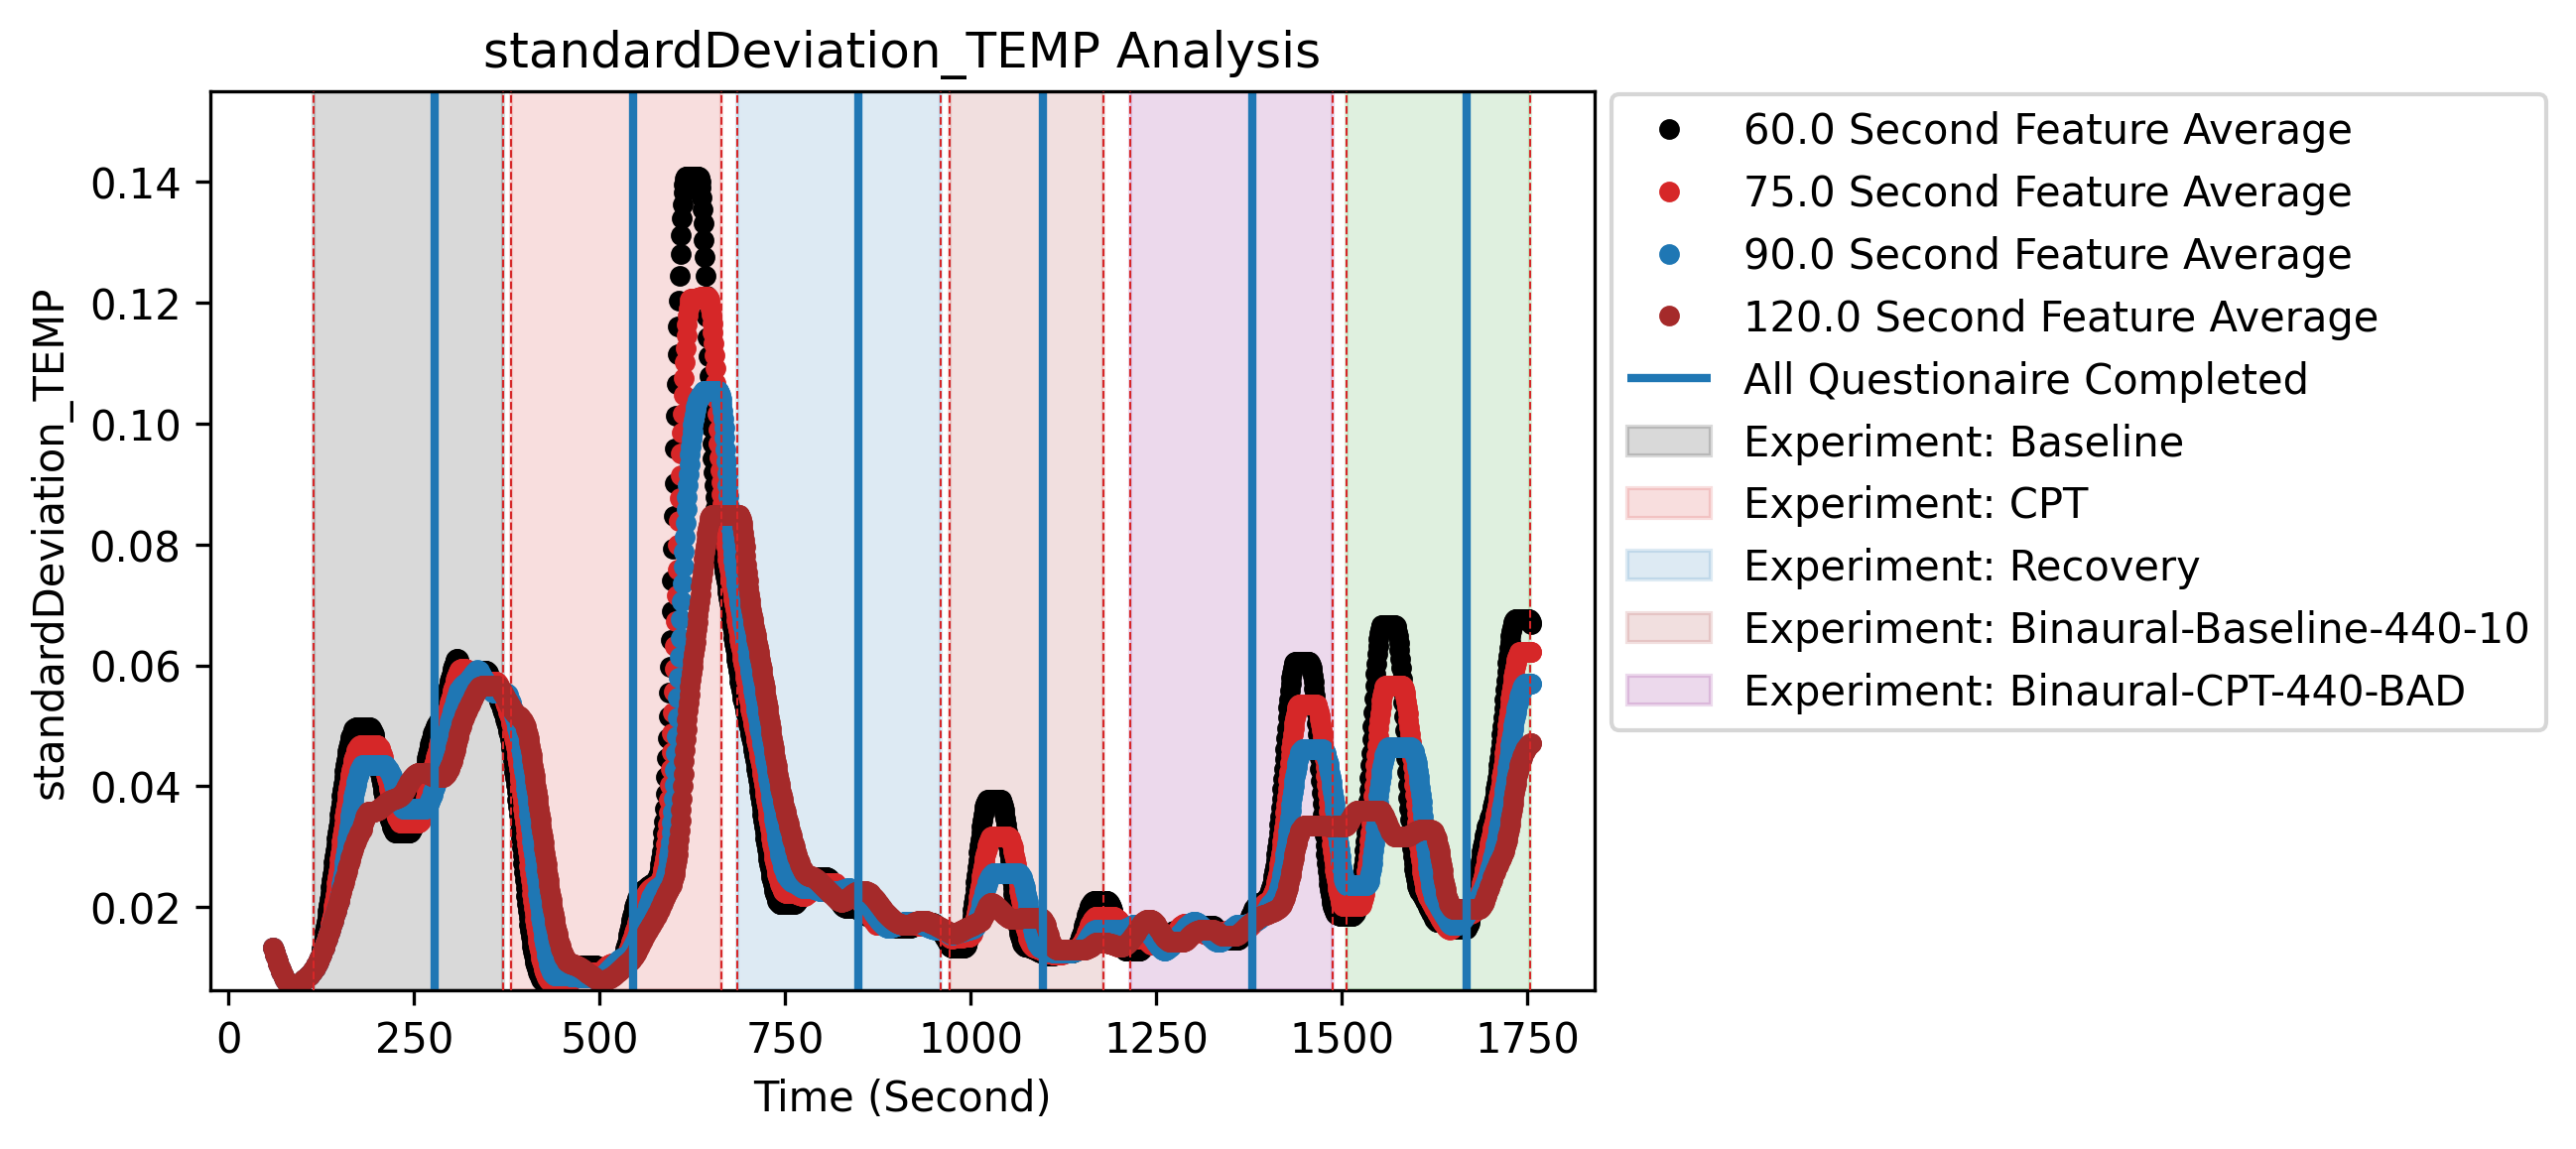 standardDeviation_TEMP Analysis
standardDeviation_TEMP
0.14
0.12
0.10
0.08
0.06
0.04
0.02
0 250 500 750 1000 1250 1500 1750
Time (Second)
60.0 Second Feature Average
75.0 Second Feature Average
90.0 Second Feature Average
120.0 Second Feature Average
All Questionaire Completed
Experiment: Baseline
Experiment: CPT
Experiment: Recovery
Experiment: Binaural-Baseline-440-10
Experiment: Binaural-CPT-440-BAD